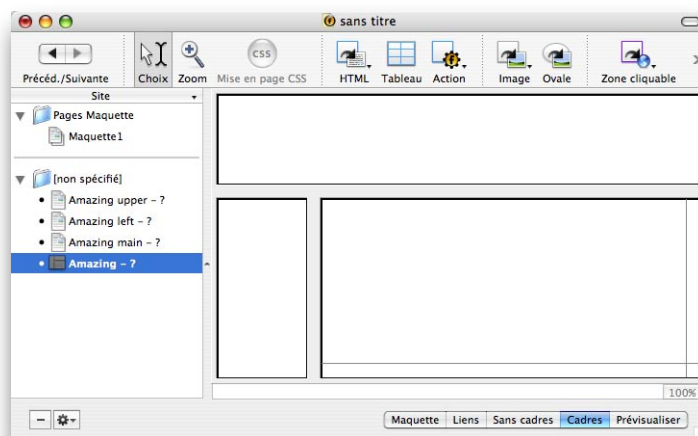 sans titre
Précéd./Suivante Choix Zoom Mise en page CSS HTML Tableau Action Image Ovale Zone cliquable
CSS
Site
Pages Maquette
Maquette1
[non spécifié]
Amazing upper – ?
Amazing left – ?
Amazing main – ?
Amazing – ?
100%
Maquette Liens Sans cadres Cadres Prévisualiser